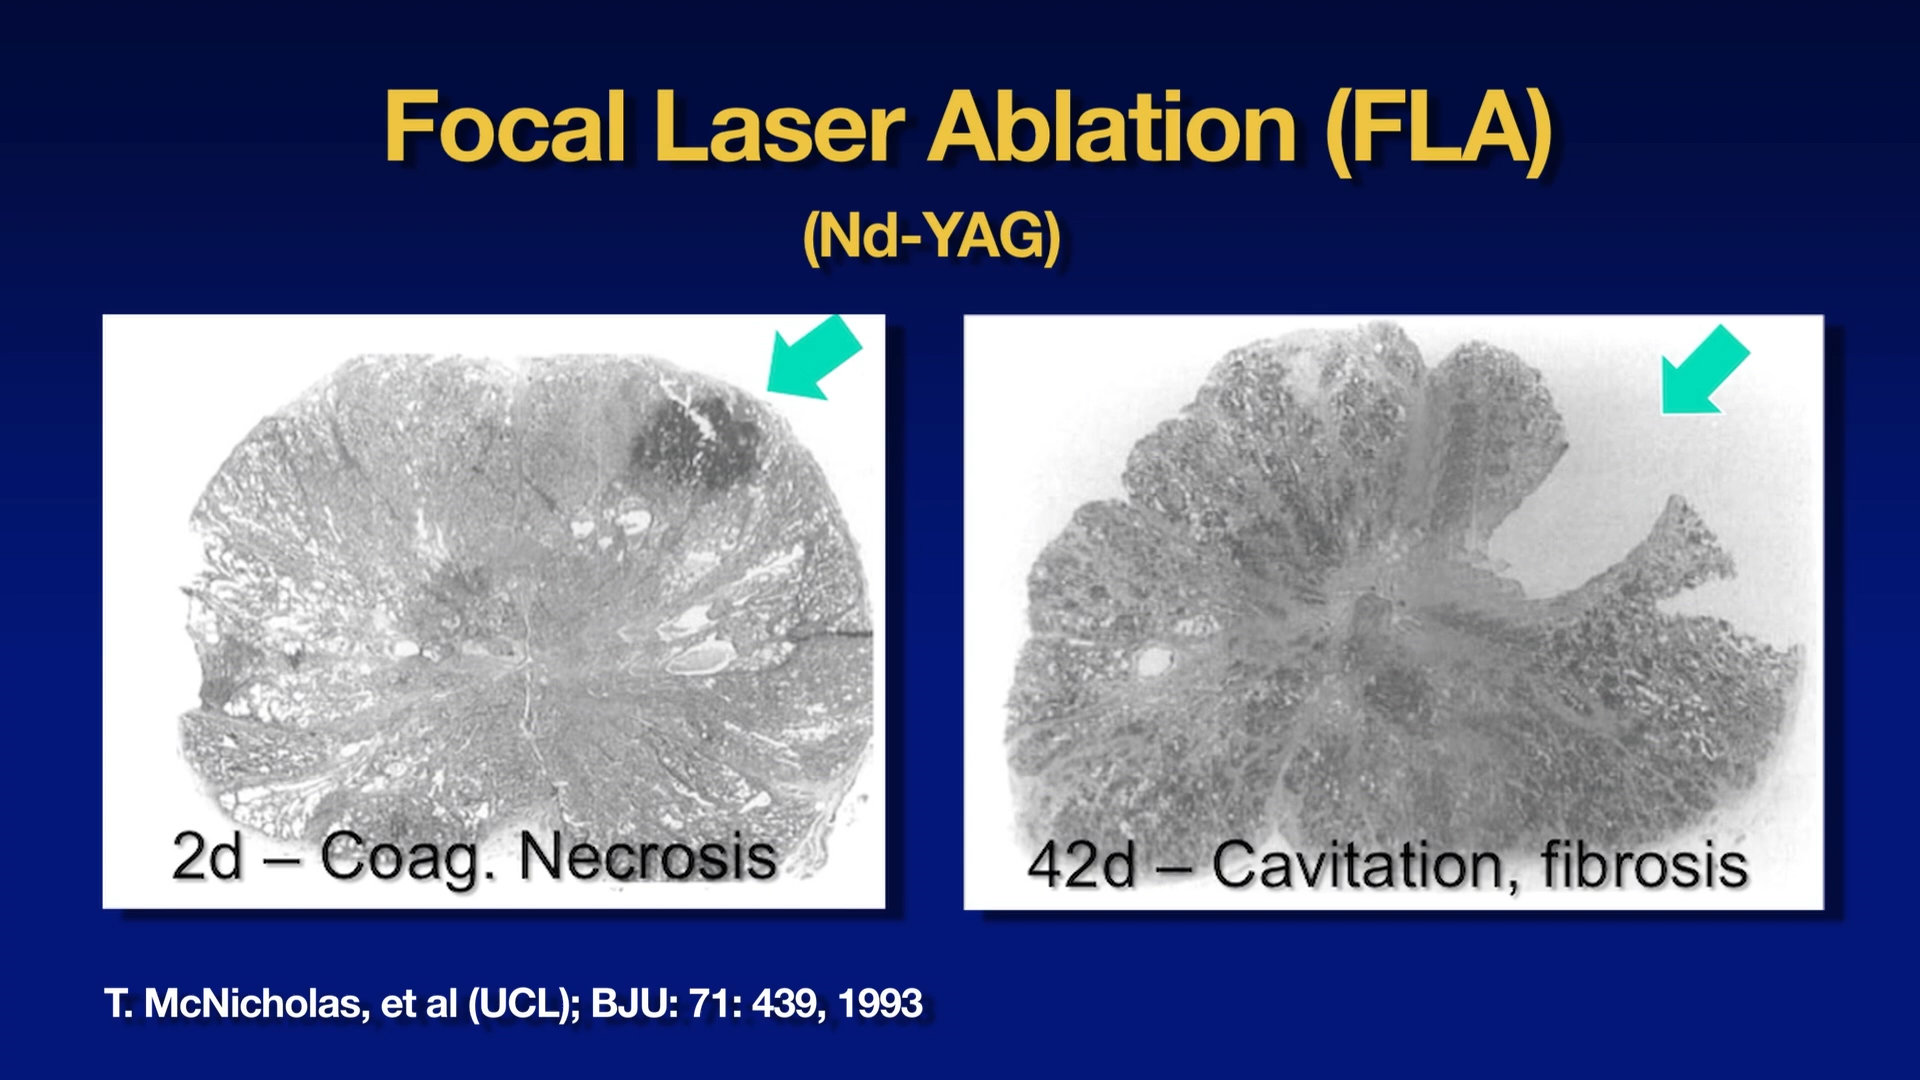 Focal Laser Ablation (FLA)
(Nd-YAG)
2d – Coag. Necrosis
42d – Cavitation, fibrosis
T. McNicholas, et al (UCL); BJU: 71: 439, 1993